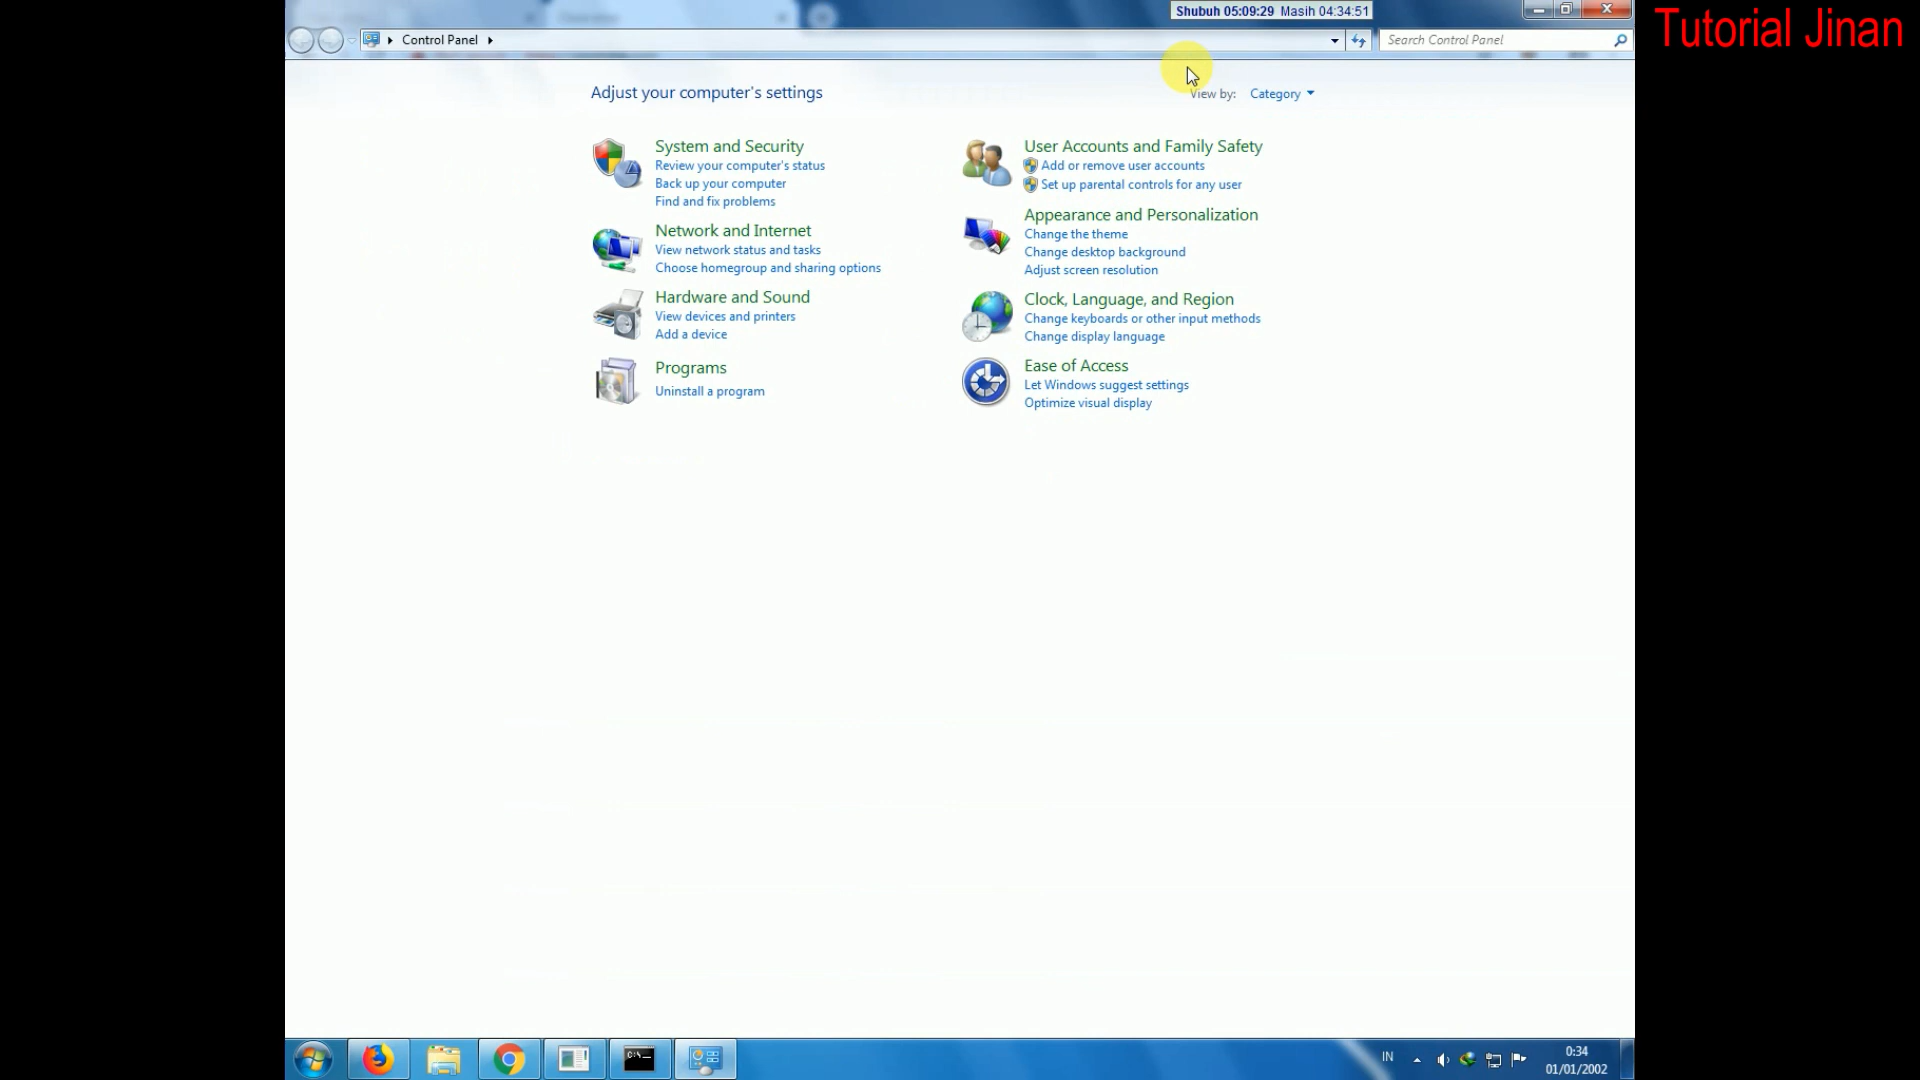 Shubuh 05:09:29 Masih 04:34:51
Tutorial Jinan
Control Panel
Search Control Panel
Adjust your computer's settings
View by: Category
System and Security
Review your computer's status
Back up your computer
Find and fix problems
Network and Internet
View network status and tasks
Choose homegroup and sharing options
Hardware and Sound
View devices and printers
Add a device
Programs
Uninstall a program
User Accounts and Family Safety
Add or remove user accounts
Set up parental controls for any user
Appearance and Personalization
Change the theme
Change desktop background
Adjust screen resolution
Clock, Language, and Region
Change keyboards or other input methods
Change display language
Ease of Access
Let Windows suggest settings
Optimize visual display
IN
0:34
01/01/2002